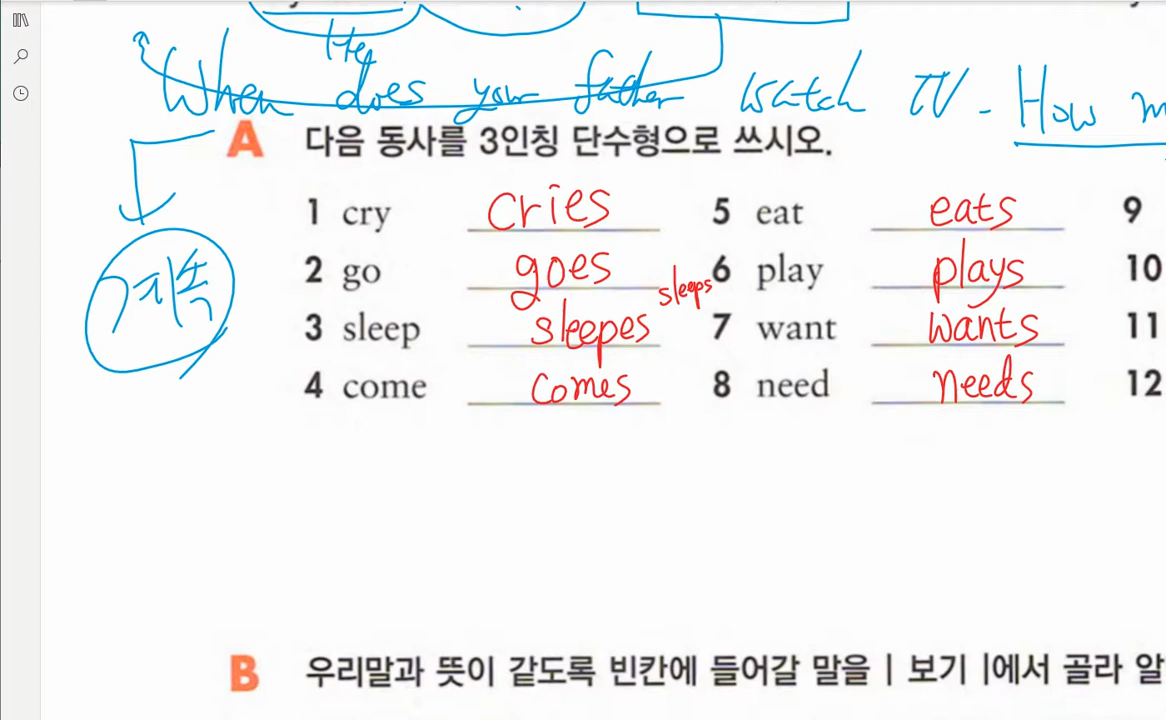 He
When does your father watch TV - How m
A 다음 동사를 3인칭 단수형으로 쓰시오.
1 cry cries 5 eat eats 9
2 go goes 6 play plays 10
sleeps
3 sleep sleepes 7 want wants 11
4 come comes 8 need needs 12
B 우리말과 뜻이 같도록 빈칸에 들어갈 말을 | 보기 |에서 골라 알